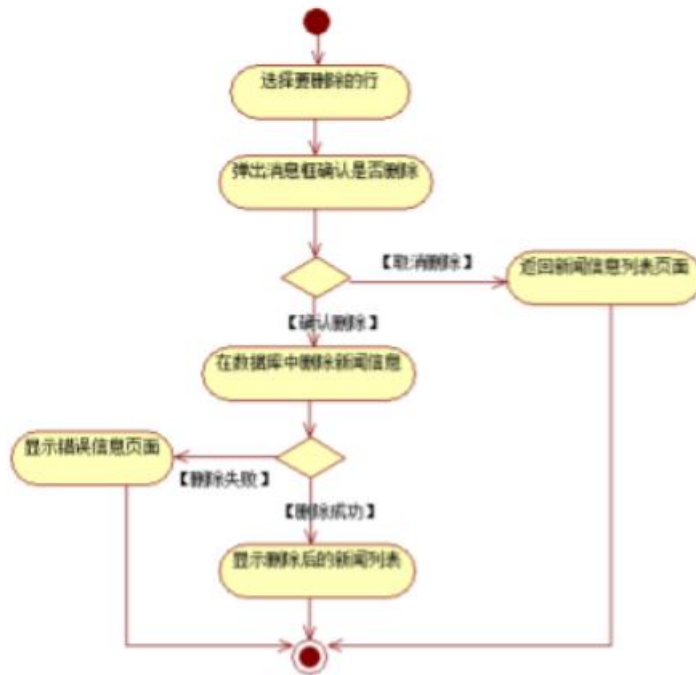 选择要删除的行
弹出消息框确认是否删除
【取消删除】
返回新闻信息列表页面
【确认删除】
在数据库中删除新闻信息
显示错误信息页面
【删除失败】
【删除成功】
显示删除后的新闻列表